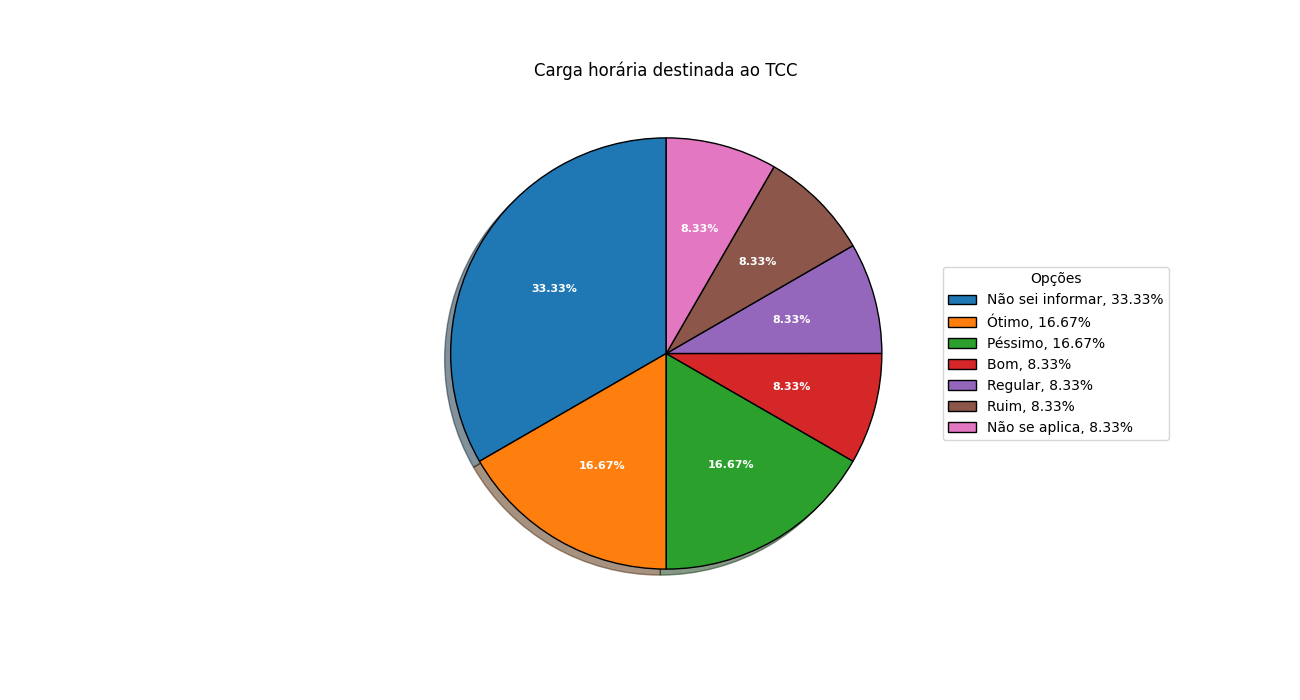 Carga horária destinada ao TCC
8.33%
8.33%
33.33%
8.33%
8.33%
16.67%
16.67%
Opções
Não sei informar, 33.33%
Ótimo, 16.67%
Péssimo, 16.67%
Bom, 8.33%
Regular, 8.33%
Ruim, 8.33%
Não se aplica, 8.33%